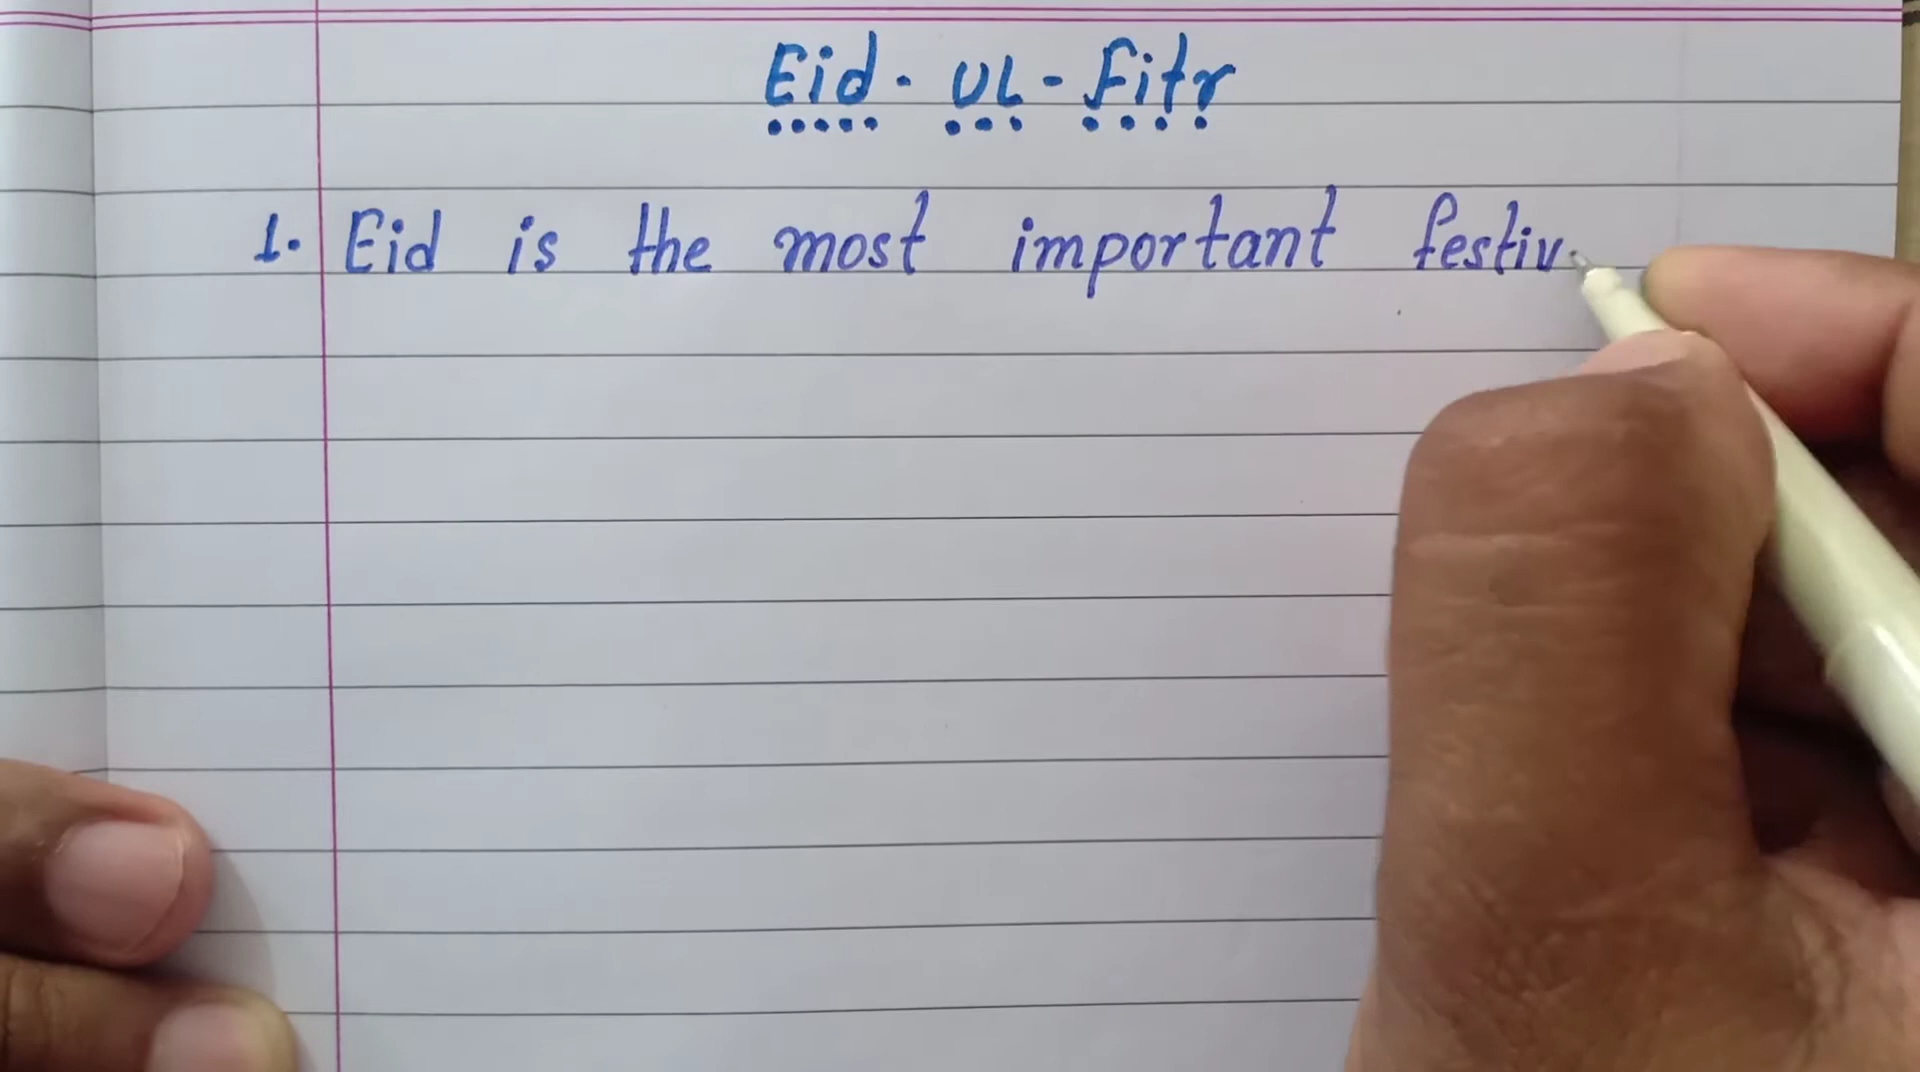 Eid - UL - Fitr
1. Eid is the most important festiv